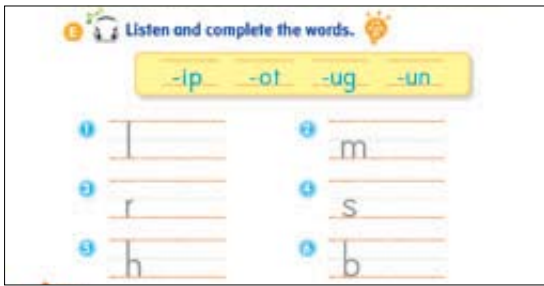 E Listen and complete the words.
-ip -ot -ug -un
1 l 2 m
3 r 4 s
5 h 6 b